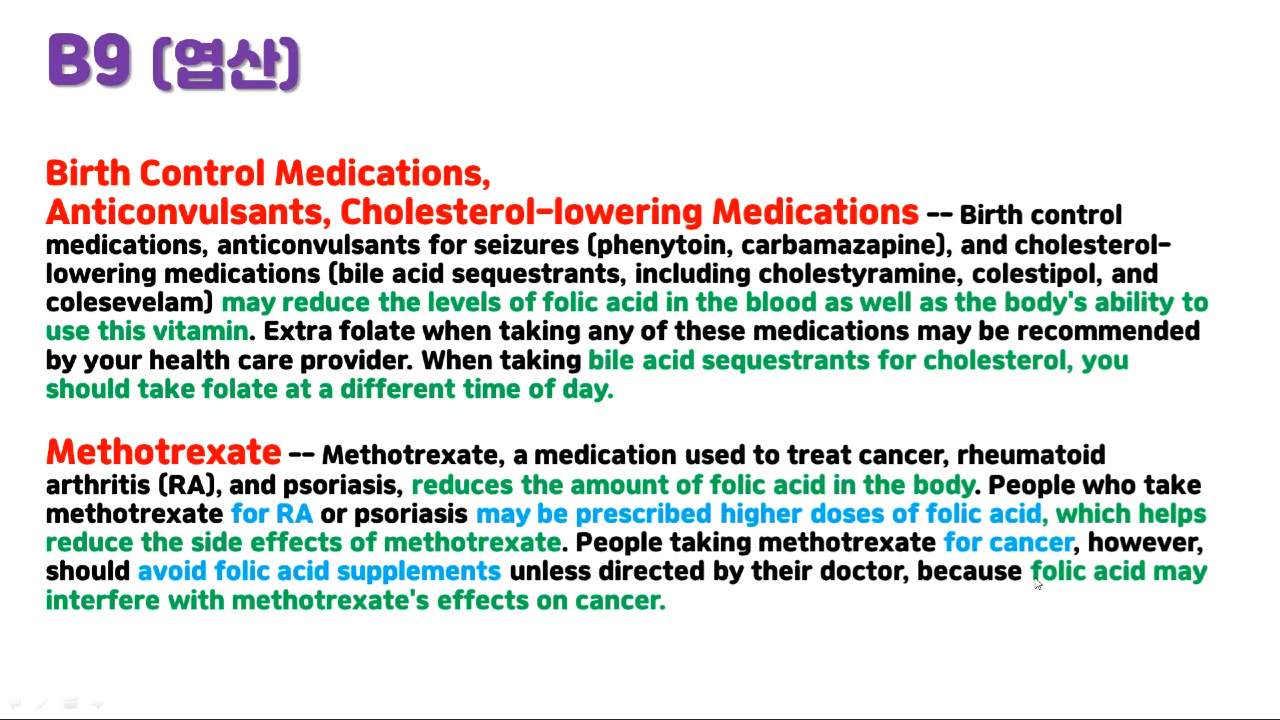 B9 (엽산)
Birth Control Medications,
Anticonvulsants, Cholesterol-lowering Medications -- Birth control
medications, anticonvulsants for seizures (phenytoin, carbamazapine), and cholesterol-
lowering medications (bile acid sequestrants, including cholestyramine, colestipol, and
colesevelam) may reduce the levels of folic acid in the blood as well as the body's ability to
use this vitamin. Extra folate when taking any of these medications may be recommended
by your health care provider. When taking bile acid sequestrants for cholesterol, you
should take folate at a different time of day.
Methotrexate -- Methotrexate, a medication used to treat cancer, rheumatoid
arthritis (RA), and psoriasis, reduces the amount of folic acid in the body. People who take
methotrexate for RA or psoriasis may be prescribed higher doses of folic acid, which helps
reduce the side effects of methotrexate. People taking methotrexate for cancer, however,
should avoid folic acid supplements unless directed by their doctor, because folic acid may
interfere with methotrexate's effects on cancer.